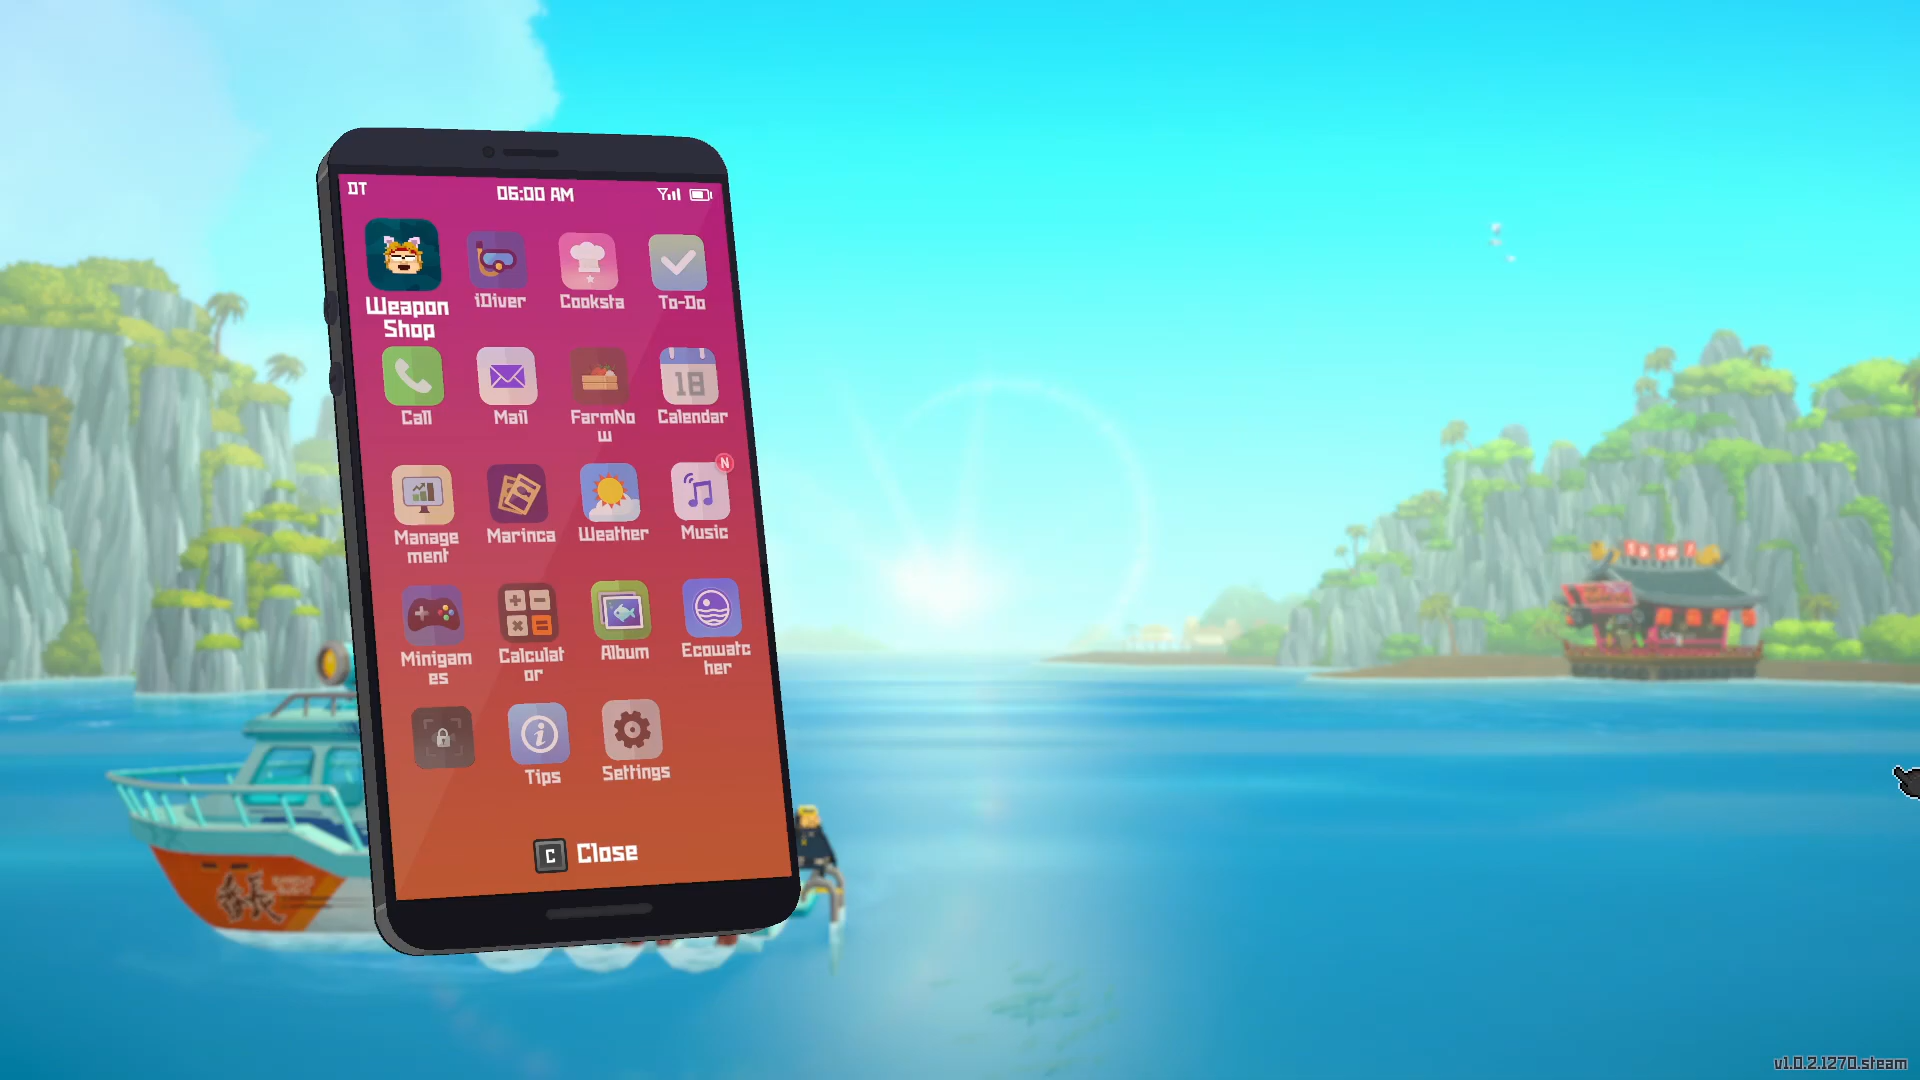 DT
06:00 AM
Weapon
Shop
iDiver
Cooksta
To-Do
Call
Mail
FarmNo
w
18
Calendar
Manage
ment
Marinca
Weather
N
Music
Minigam
es
Calculat
or
Album
Ecowatc
her
Tips
Settings
C Close
v1.0.2.1270.steam